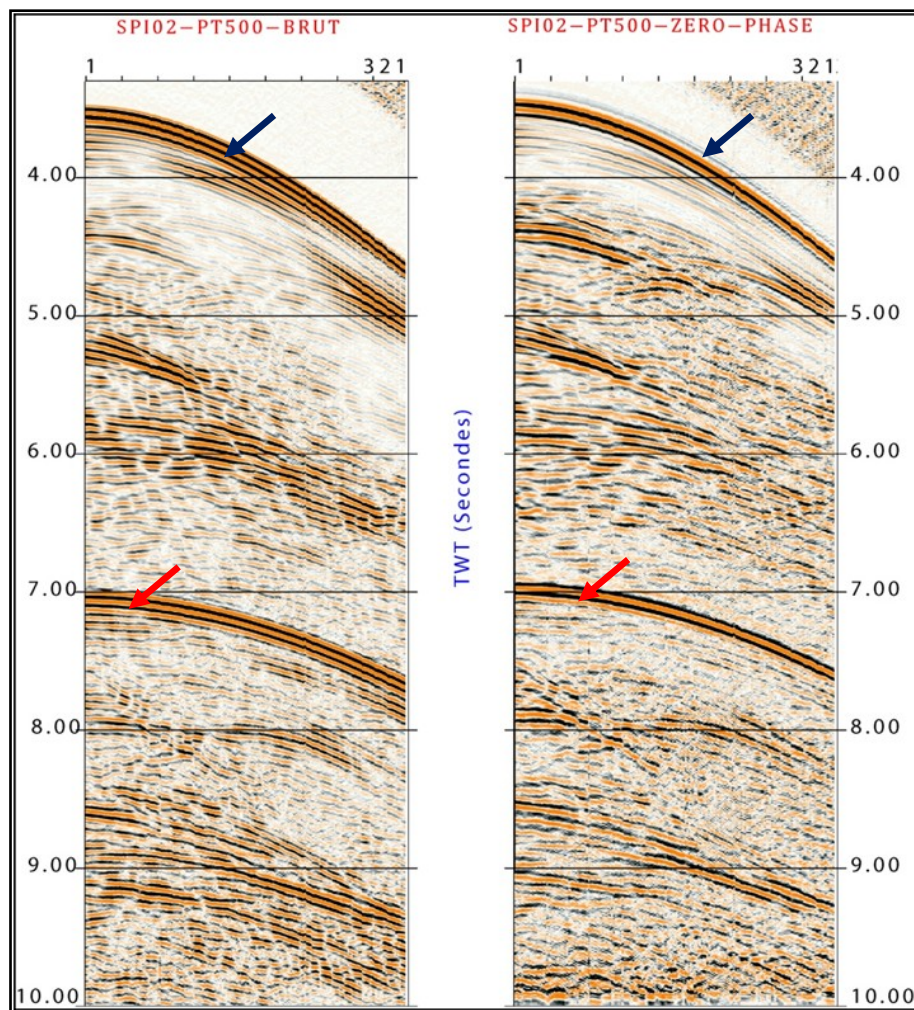 SPI02-PT500-BRUT SPI02-PT500-ZERO-PHASE
1 321 1 321
4.00 4.00
5.00 5.00
6.00 6.00
TWT (Secondes)
7.00 7.00
8.00 8.00
9.00 9.00
10.00 10.00